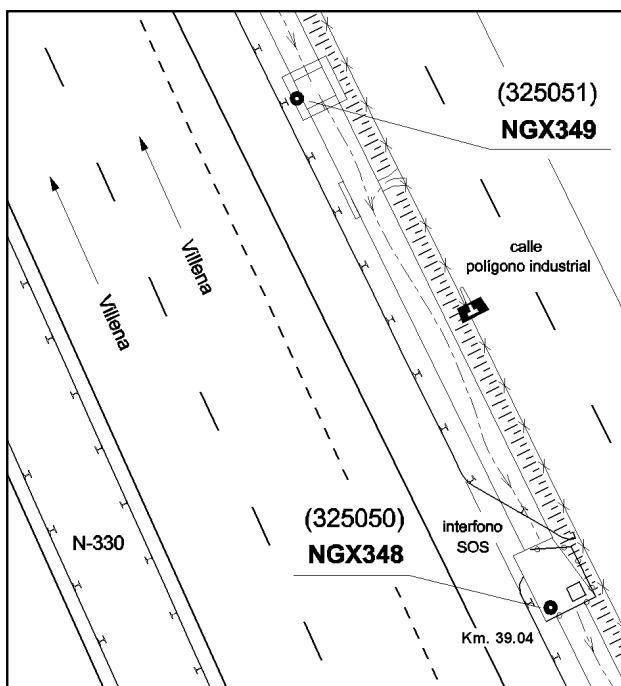 (325051)
NGX349
calle
polígono industrial
Villena
Villena
(325050)
NGX348
interfono
SOS
N-330
Km. 39.04